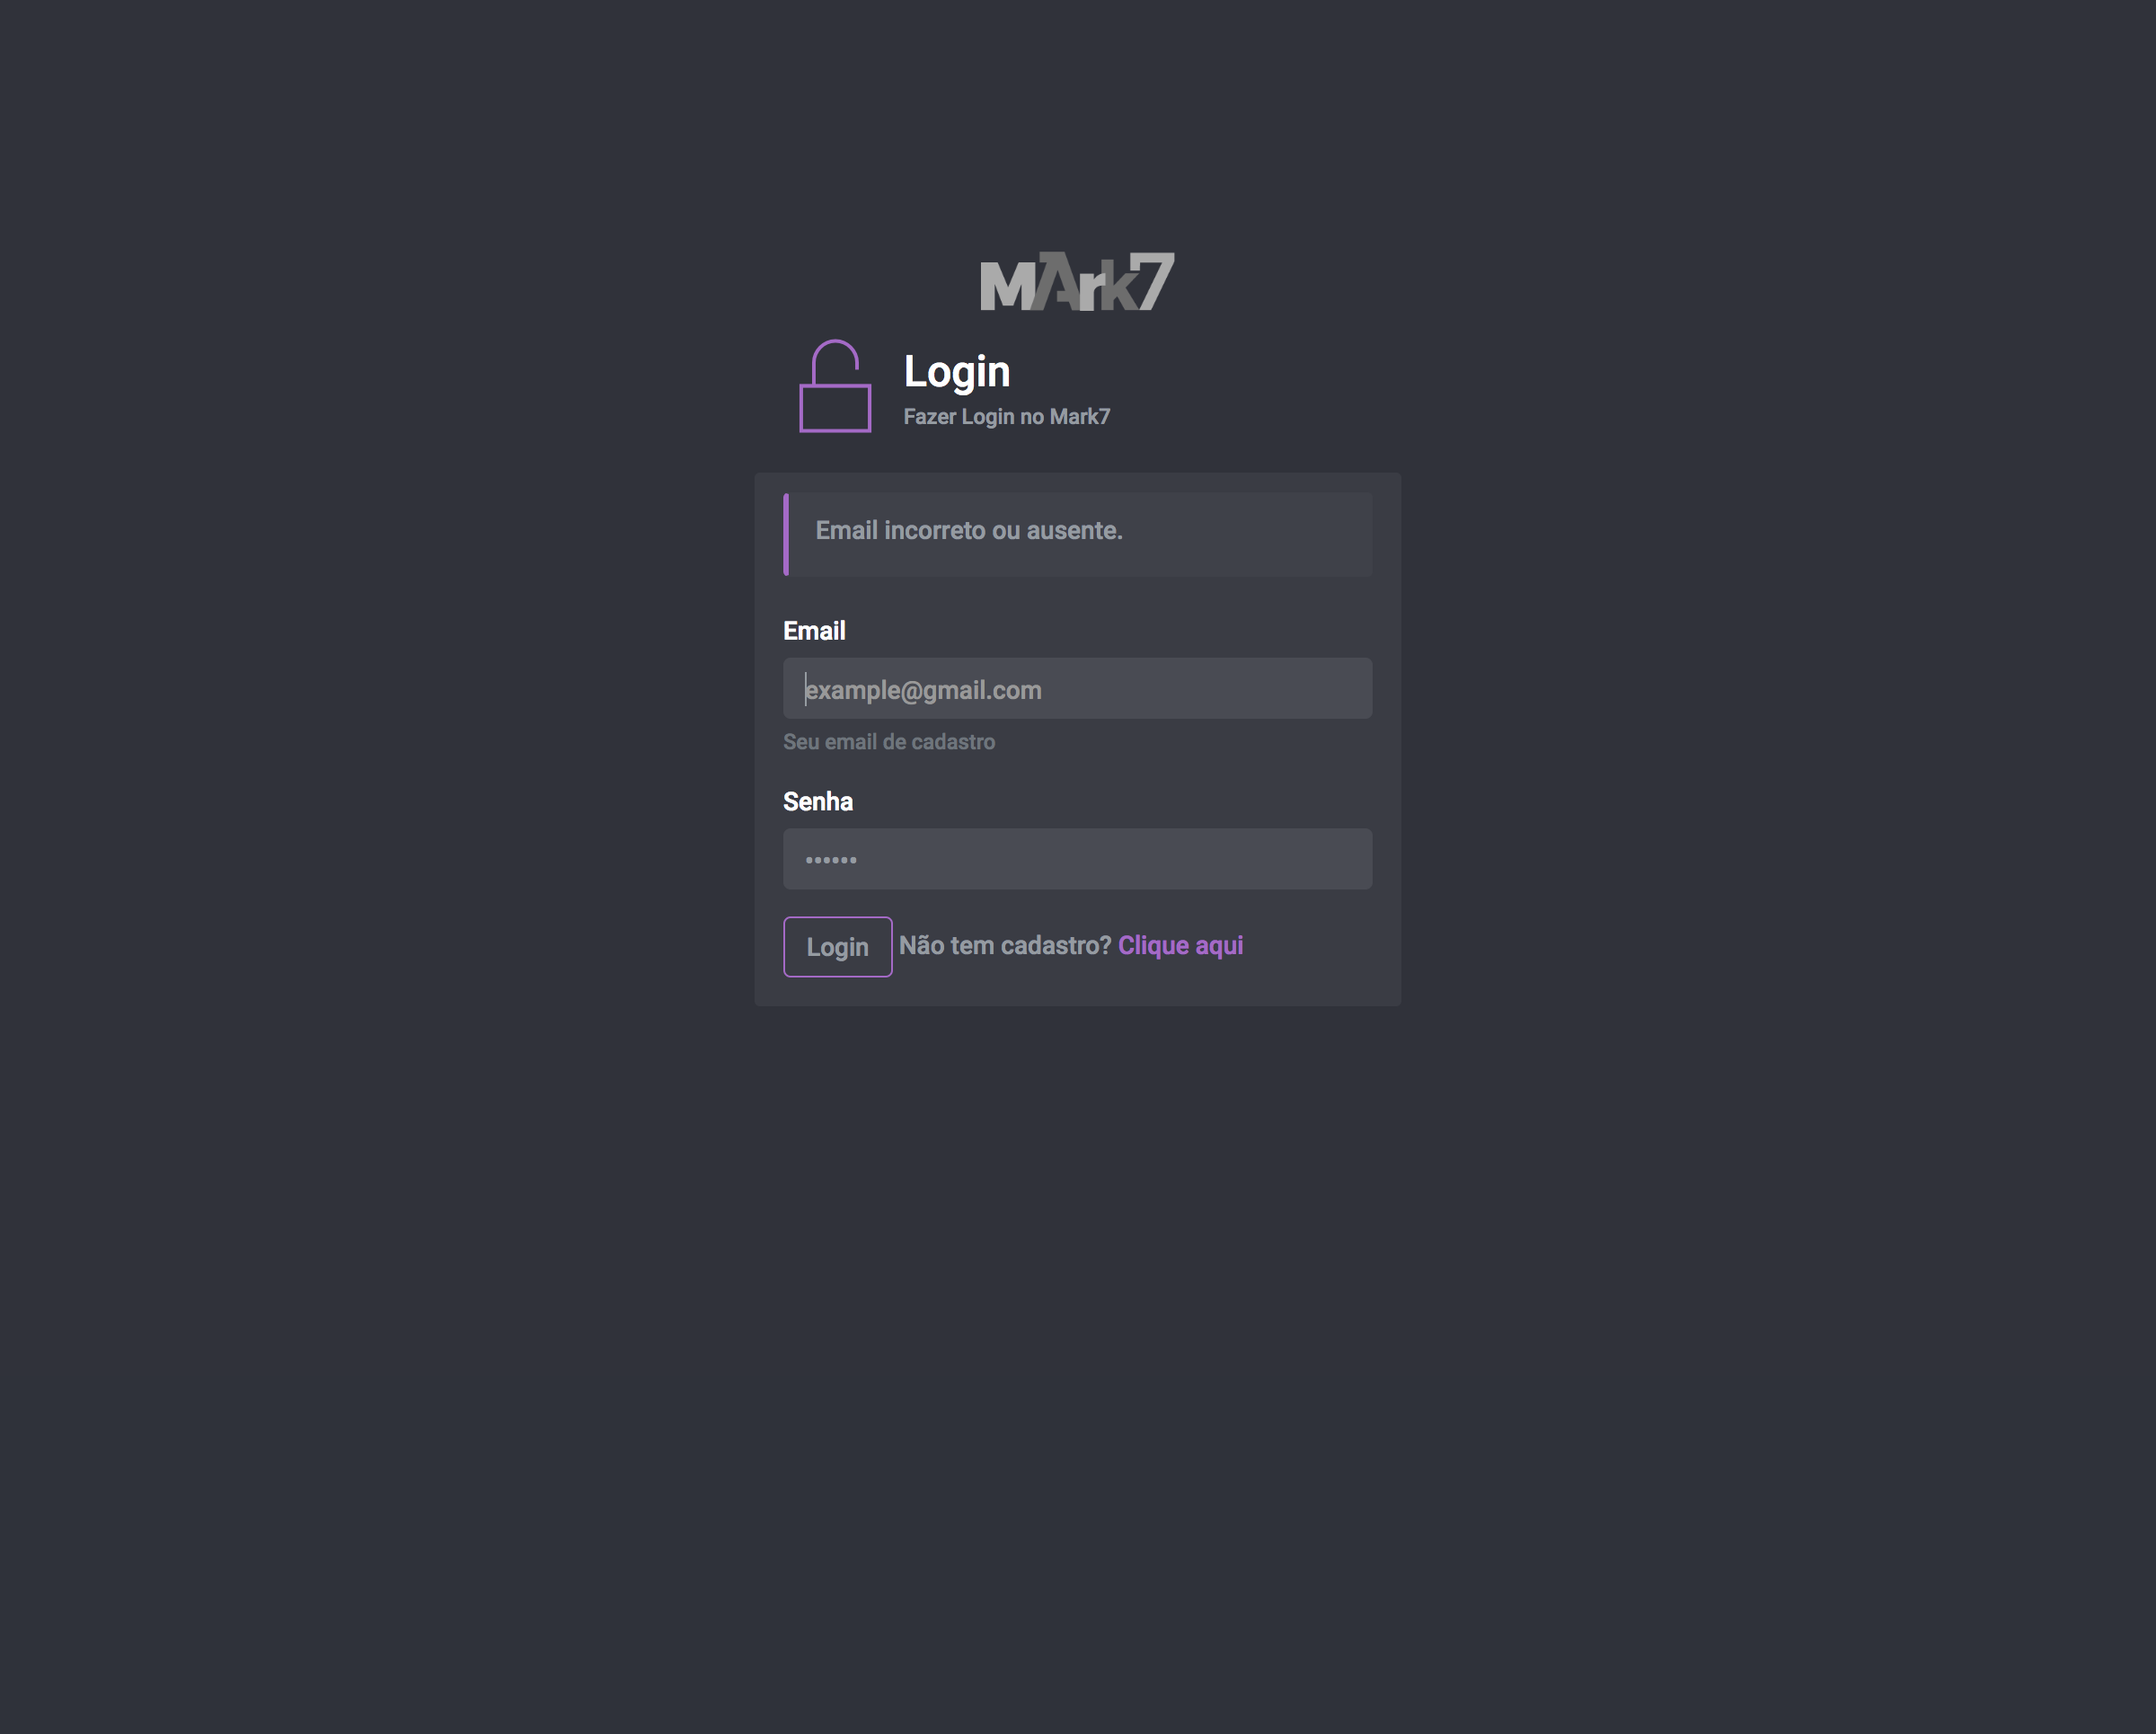 MArk7
Login
Fazer Login no Mark7
Email incorreto ou ausente.
Email
example@gmail.com
Seu email de cadastro
Senha
••••••
Login Não tem cadastro? Clique aqui